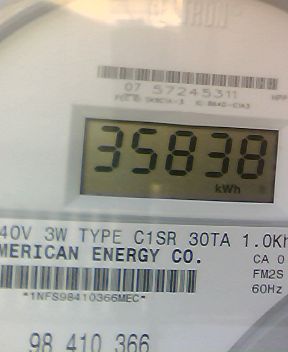 TRON
07 57245311
35838
kWh
40V 3W TYPE C1SR 30TA 1.0Kh
MERICAN ENERGY CO.
CA 0
FM2S
60Hz
*1NFS98410366MEC*
98 410 366